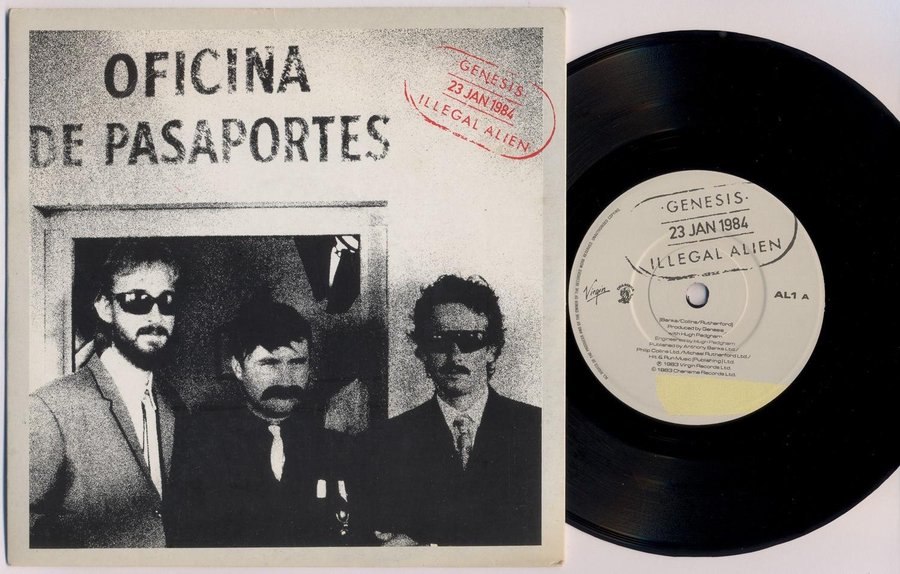 OFICINA
DE PASAPORTES
GENESIS
23 JAN 1984
ILLEGAL ALIEN
· GENESIS ·
23 JAN 1984
ILLEGAL ALIEN
Virgin
AL1 A
(Banks/Collins/Rutherford)
Produced by Genesis
with Hugh Padgham
Engineered by Hugh Padgham
Published by Anthony Banks Ltd./
Philip Collins Ltd./Michael Rutherford Ltd./
Hit & Run Music (Publishing) Ltd.
℗ 1983 Virgin Records Ltd.
© 1983 Charisma Records Ltd.